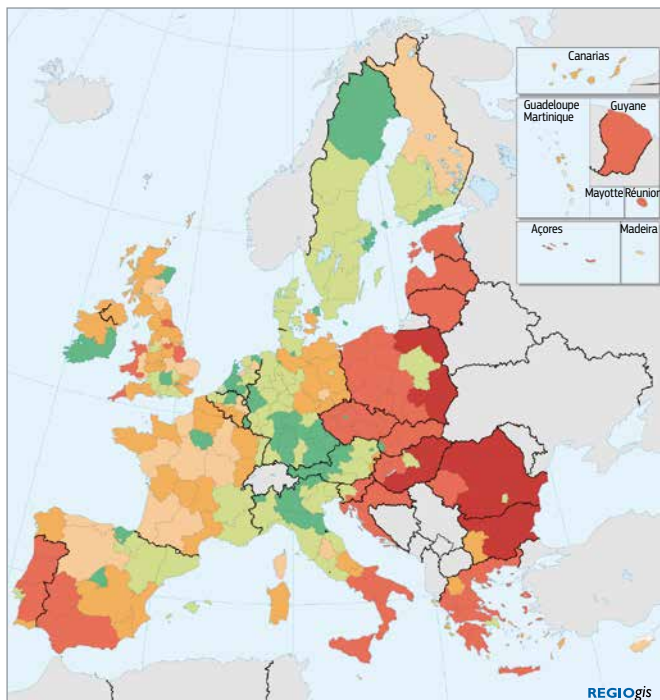 Canarias
Guadeloupe
Martinique
Guyane
Mayotte
Réunion
Açores
Madeira
REGIOgis